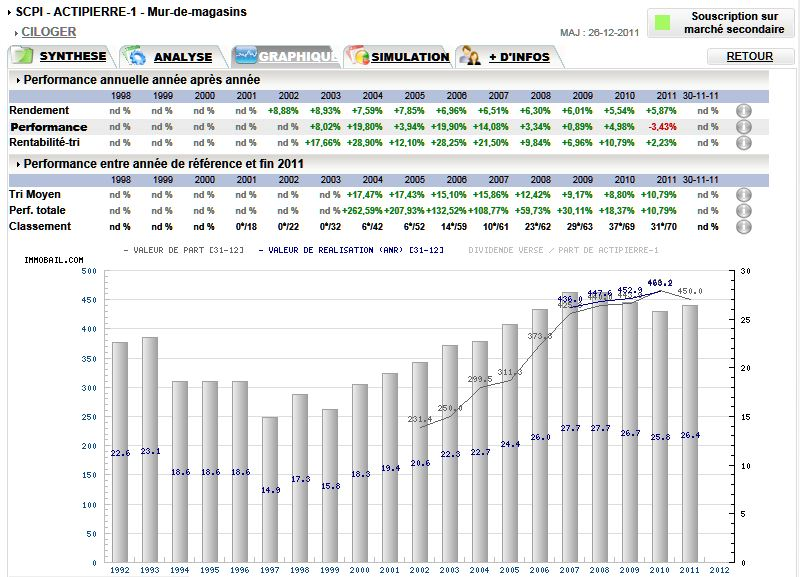 SCPI - ACTIPIERRE-1 - Mur-de-magasins
CILOGER
MAJ : 26-12-2011
Souscription sur
marché secondaire
SYNTHESE ANALYSE GRAPHIQUE SIMULATION + D'INFOS RETOUR
Performance annuelle année après année
1998 1999 2000 2001 2002 2003 2004 2005 2006 2007 2008 2009 2010 2011 30-11-11
Rendement nd % nd % nd % nd % +8,88% +8,93% +7,59% +7,85% +6,96% +6,51% +6,30% +6,01% +5,54% +5,87% nd %
Performance nd % nd % nd % nd % nd % +8,02% +19,80% +3,94% +19,90% +14,08% +3,34% +0,89% +4,98% -3,43% nd %
Rentabilité-tri nd % nd % nd % nd % nd % +17,66% +28,90% +12,10% +28,25% +21,50% +9,84% +6,96% +10,79% +2,23% nd %
Performance entre année de référence et fin 2011
1998 1999 2000 2001 2002 2003 2004 2005 2006 2007 2008 2009 2010 2011 30-11-11
Tri Moyen nd % nd % nd % nd % nd % nd % +17,47% +17,43% +15,10% +15,86% +12,42% +9,17% +8,80% +10,79% nd %
Perf. totale nd % nd % nd % nd % nd % nd % +262,59% +207,93% +132,52% +108,77% +59,73% +30,11% +18,37% +10,79% nd %
Classement nd % nd % nd % 0*/18 0*/22 0*/32 6*/42 6*/52 14*/59 10*/61 23*/62 29*/63 37*/69 31*/70 nd %
- VALEUR DE PART [31-12] - VALEUR DE REALISATION (ANR) [31-12] DIVIDENDE VERSE / PART DE ACTIPIERRE-1
IMMOBAIL.COM
500 30
450
400 25
350
300 20
250 15
200
150 10
100
50 5
0 0
231.4 250.0 299.5 311.3 373.8 436.0 447.6 452.9 450.0
22.6 23.1 18.6 18.6 18.6 14.9 17.3 15.8 18.3 19.4 20.6 22.3 22.7 24.4 26.0 27.7 27.7 26.7 25.8 26.4
1992 1993 1994 1995 1996 1997 1998 1999 2000 2001 2002 2003 2004 2005 2006 2007 2008 2009 2010 2011 2012